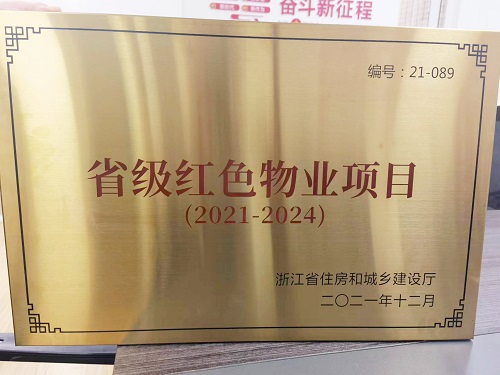 奋斗新征程
编号：21-089
省级红色物业项目
(2021-2024)
浙江省住房和城乡建设厅
二〇二一年十二月